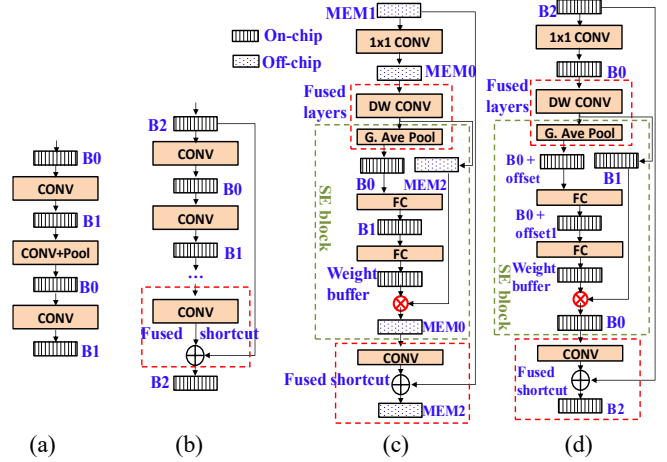 On-chip
Off-chip
B0
CONV
B1
CONV+Pool
B0
CONV
B1
(a)
B2
CONV
B0
CONV
B1
...
CONV
Fused shortcut
B2
(b)
MEM1
1x1 CONV
MEM0
Fused
layers
DW CONV
G. Ave Pool
SE block
B0
MEM2
FC
B1
FC
Weight
buffer
MEM0
CONV
Fused shortcut
MEM2
(c)
B2
1x1 CONV
B0
Fused
layers
DW CONV
G. Ave Pool
SE block
B0 +
offset
B1
FC
B0 +
offset1
FC
Weight
buffer
B0
CONV
Fused
shortcut
B2
(d)